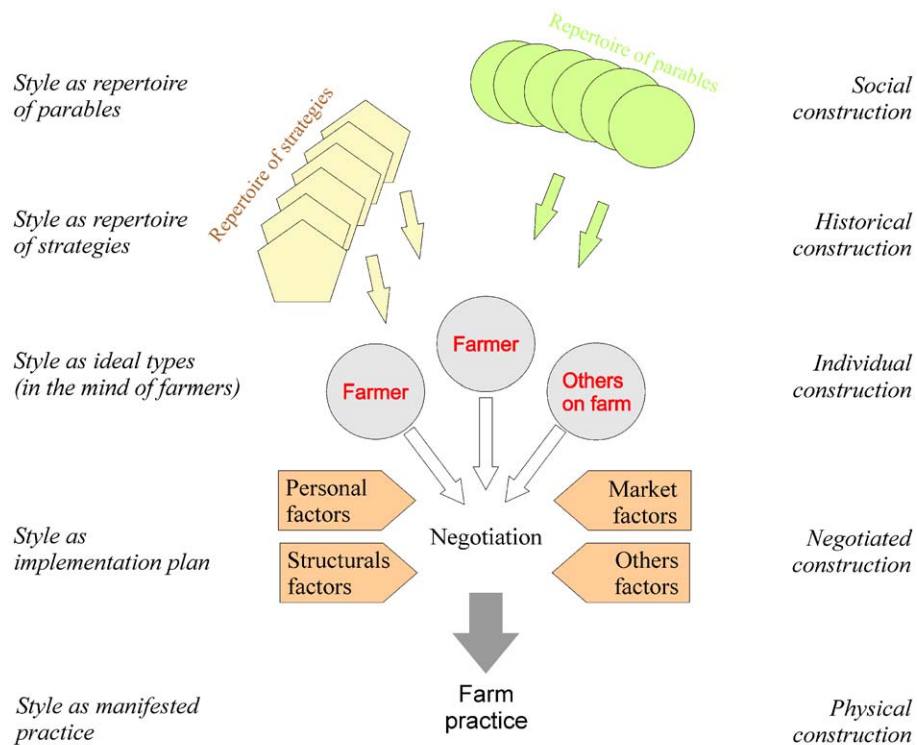 Repertoire of parables
Style as repertoire
of parables
Social
construction
Repertoire of strategies
Style as repertoire
of strategies
Historical
construction
Style as ideal types
(in the mind of farmers)
Farmer
Farmer
Others
on farm
Individual
construction
Personal
factors
Market
factors
Style as
implementation plan
Negotiation
Negotiated
construction
Structurals
factors
Others
factors
Style as manifested
practice
Farm
practice
Physical
construction